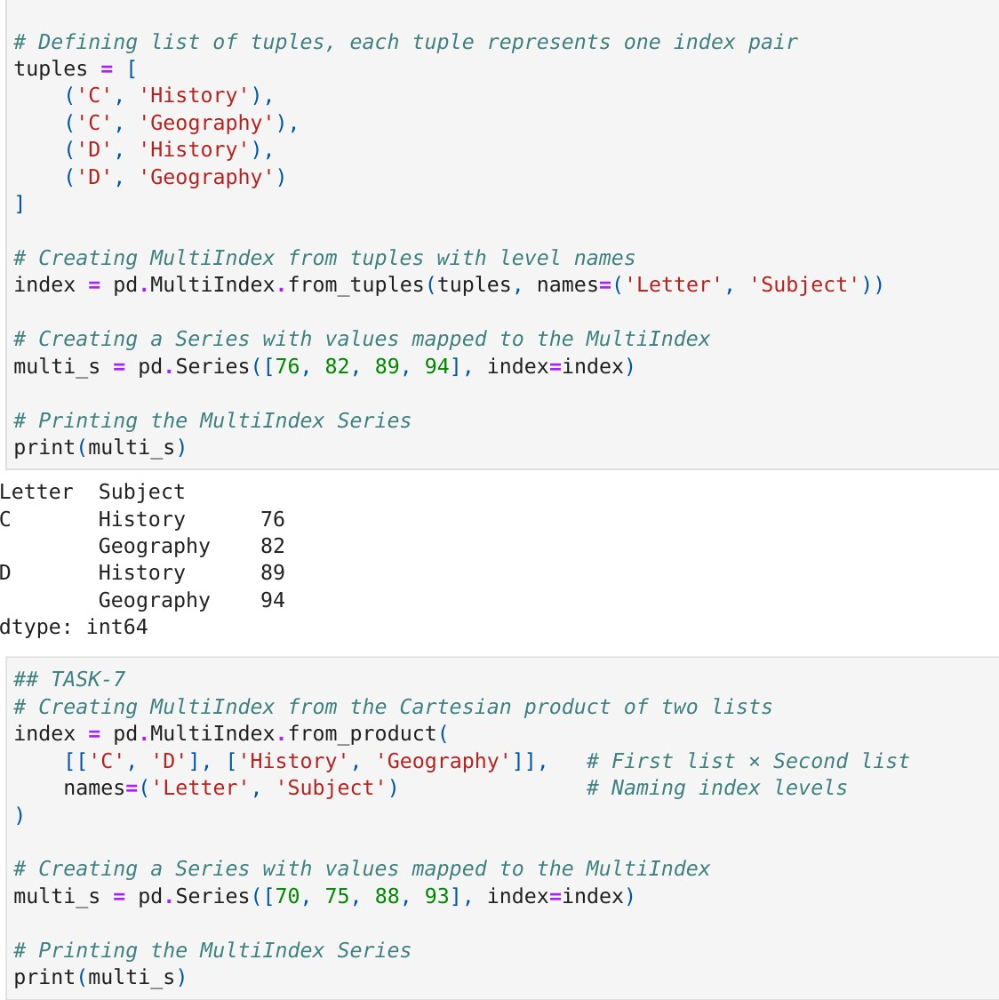 # Defining list of tuples, each tuple represents one index pair
tuples = [
    ('C', 'History'),
    ('C', 'Geography'),
    ('D', 'History'),
    ('D', 'Geography')
]
# Creating MultiIndex from tuples with level names
index = pd.MultiIndex.from_tuples(tuples, names=('Letter', 'Subject'))
# Creating a Series with values mapped to the MultiIndex
multi_s = pd.Series([76, 82, 89, 94], index=index)
# Printing the MultiIndex Series
print(multi_s)
Letter  Subject
C       History      76
        Geography    82
D       History      89
        Geography    94
dtype: int64
## TASK-7
# Creating MultiIndex from the Cartesian product of two lists
index = pd.MultiIndex.from_product(
    [['C', 'D'], ['History', 'Geography']],   # First list × Second list
    names=('Letter', 'Subject')               # Naming index levels
)
# Creating a Series with values mapped to the MultiIndex
multi_s = pd.Series([70, 75, 88, 93], index=index)
# Printing the MultiIndex Series
print(multi_s)